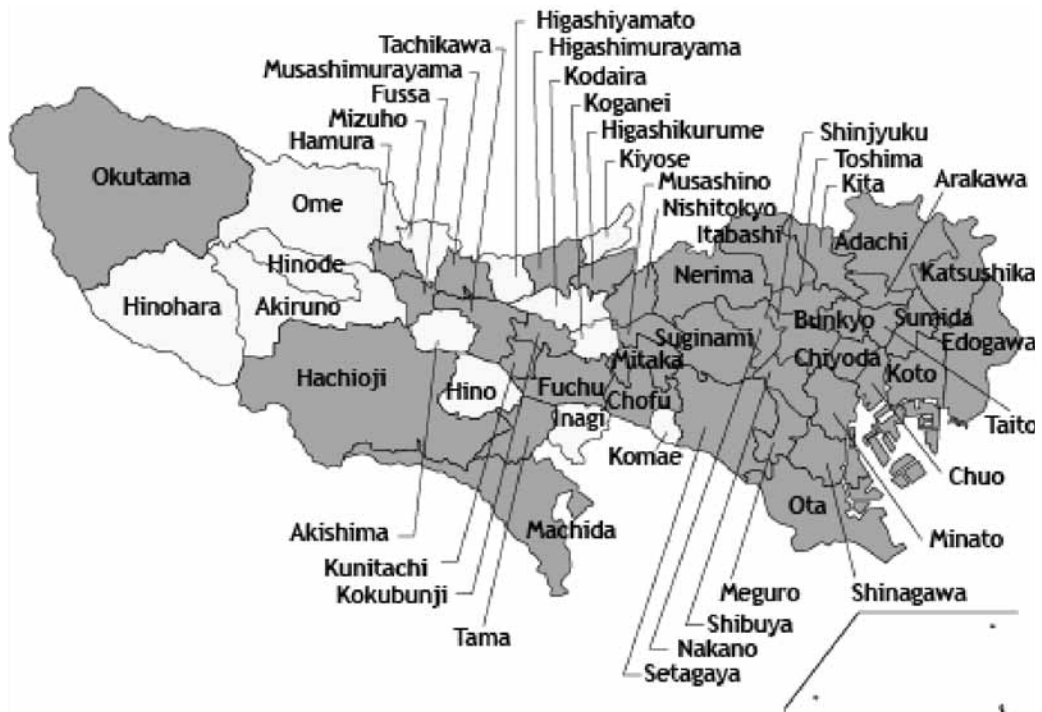 Higashiyamato
Tachikawa
Higashimurayama
Musashimurayama
Kodaira
Fussa
Koganei
Mizuho
Higashikurume
Shinjyuku
Hamura
Kiyose
Toshima
Okutama
Musashino
Kita
Arakawa
Ome
Nishitokyo
Itabashi
Adachi
Hinode
Nerima
Katsushika
Hinohara
Akiruno
Bunkyo
Sumida
Suginami
Edogawa
Hachioji
Mitaka
Chiyoda
Koto
Hino
Fuchu
Chofu
Inagi
Taito
Komae
Chuo
Ota
Akishima
Machida
Minato
Kunitachi
Kokubunji
Meguro
Shinagawa
Tama
Shibuya
Nakano
Setagaya